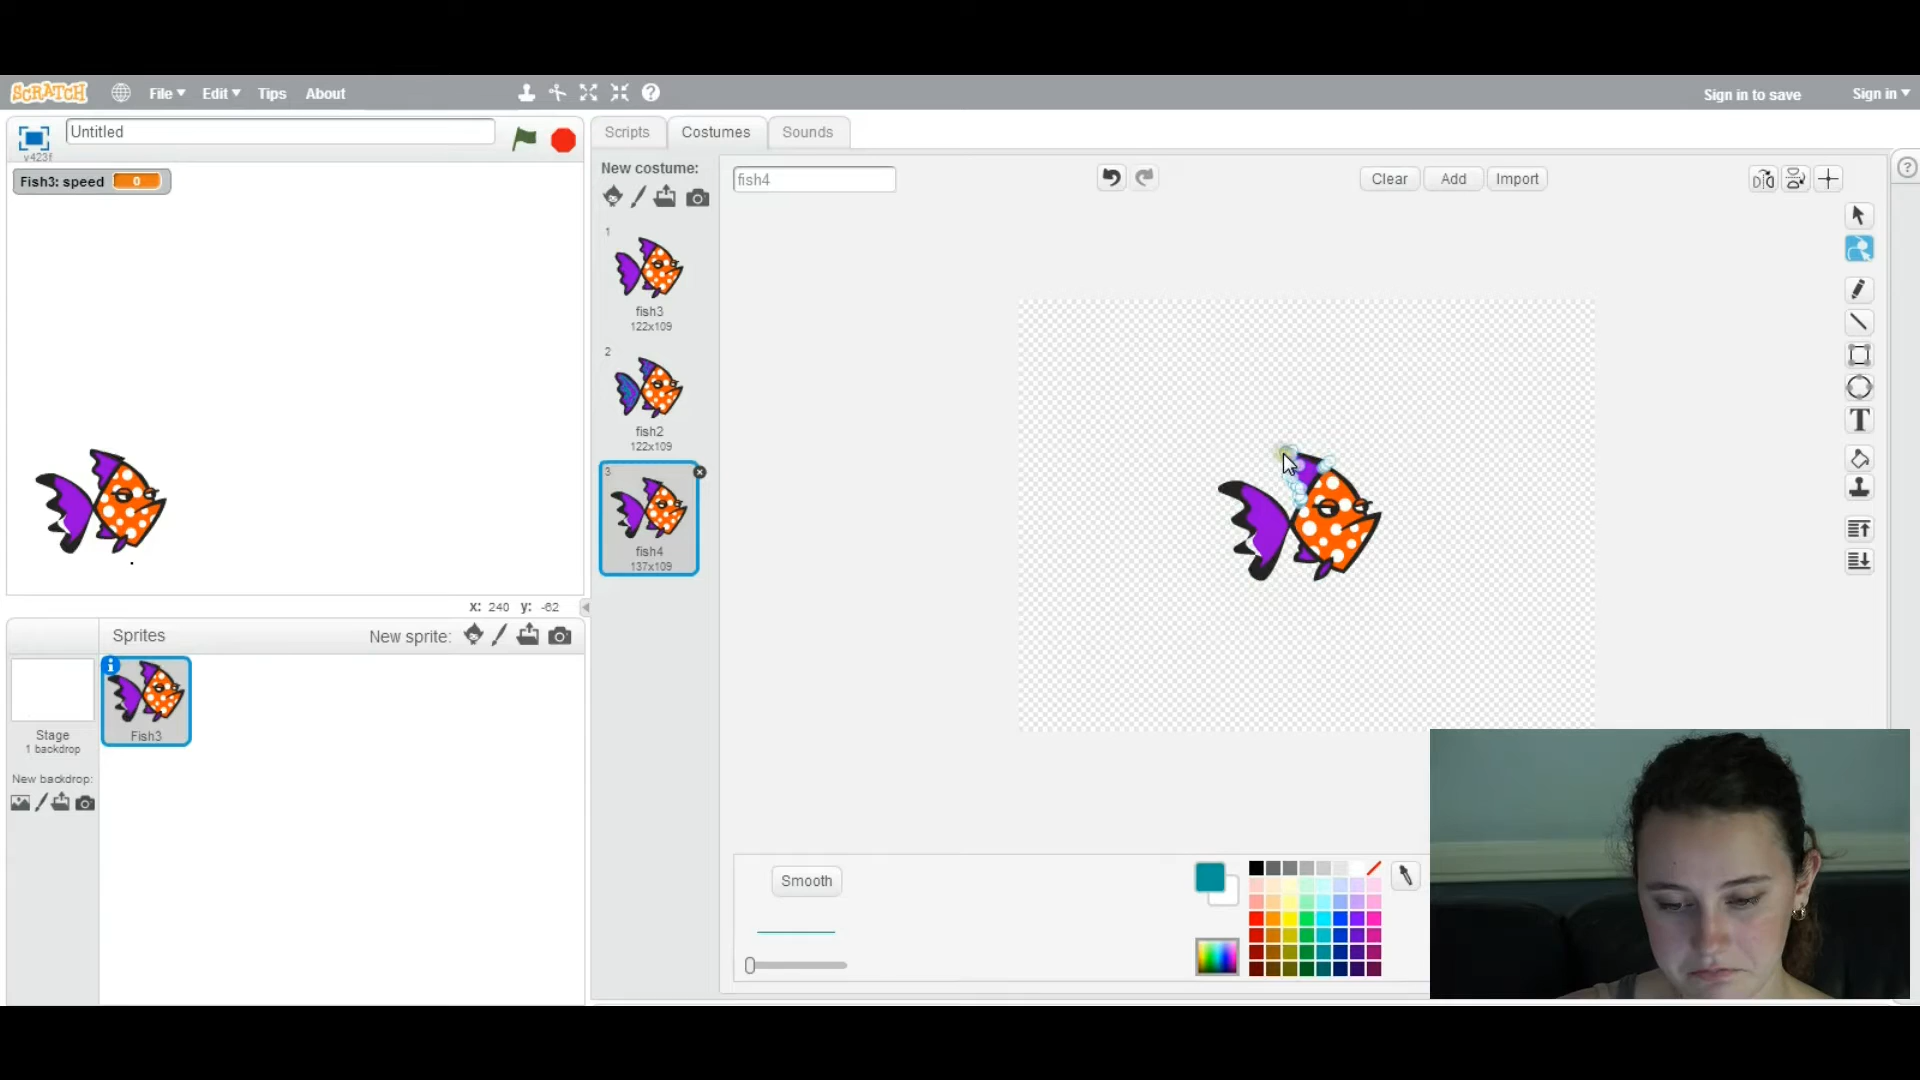 SCRATCH
File ▼ Edit ▼ Tips About
Sign in to save
Sign in ▼
v423f
Untitled
Fish3: speed 0
Scripts Costumes Sounds
New costume:
fish4
Clear Add Import
1
fish3
122x109
2
fish2
122x109
3
fish4
137x109
T
x: 240 y: -62
Sprites
New sprite:
Fish3
Stage
1 backdrop
New backdrop:
Smooth